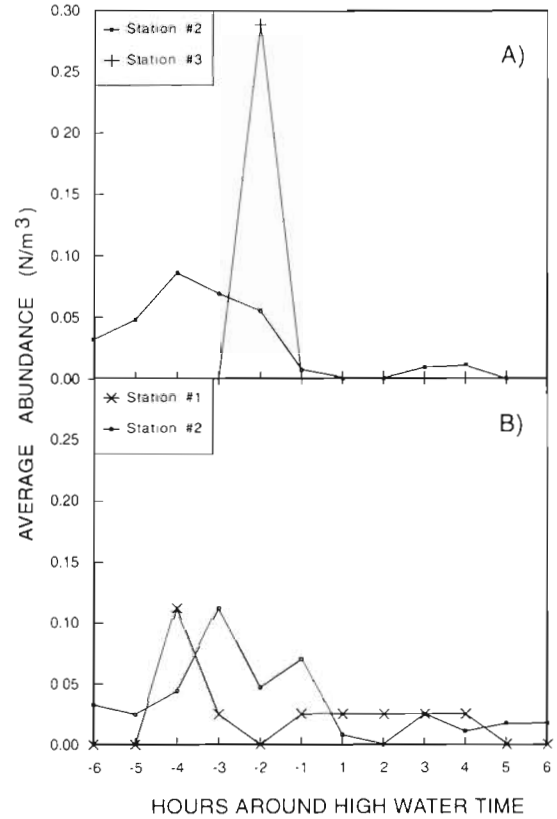 AVERAGE ABUNDANCE (N/m3)
0.30
0.25
0 20
0 15
0.10
0.05
0.00
Station #2
Station #3
A)
0.25
0 20
0.15
0.10
0 05
0.00
Station #1
Station #2
B)
-6 -5 -4 -3 -2 -1 1 2 3 4 5 6
HOURS AROUND HIGH WATER TIME